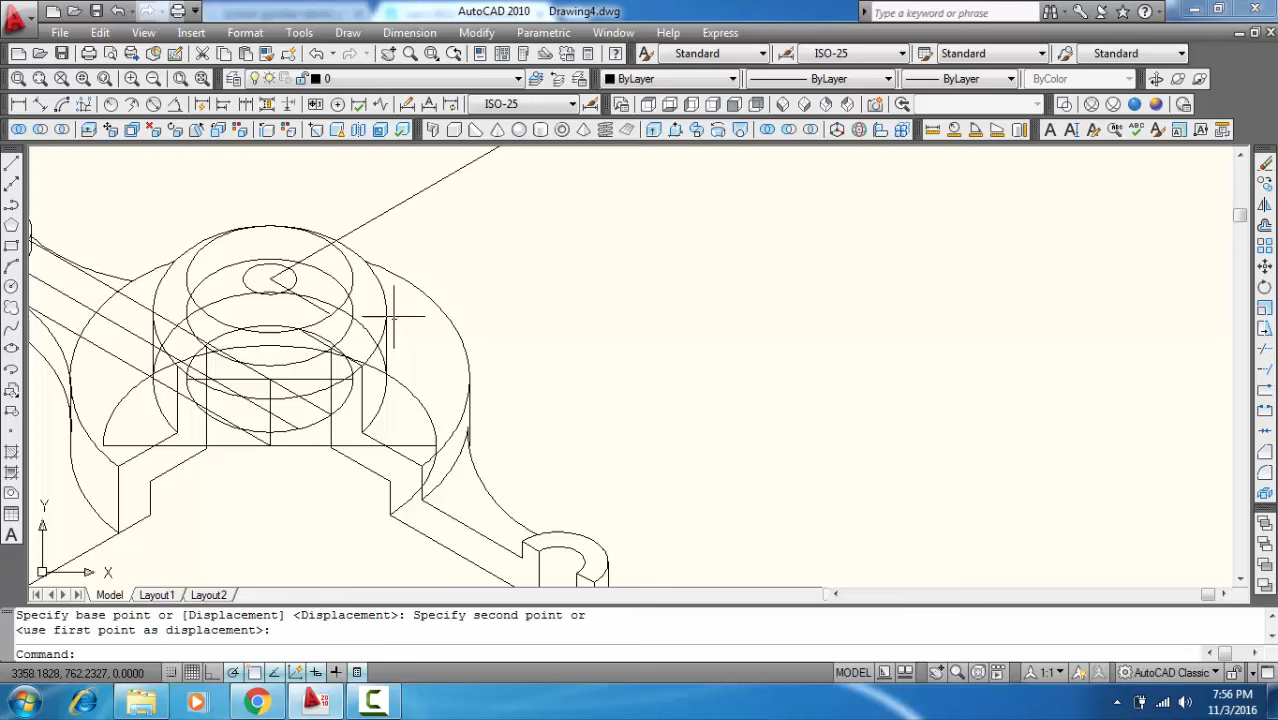 AutoCAD 2010 Drawing4.dwg
Type a keyword or phrase
File Edit View Insert Format Tools Draw Dimension Modify Parametric Window Help Express
Standard ISO-25 Standard Standard
0 ByLayer ByLayer ByLayer ByColor
ISO-25
Y
X
Model Layout1 Layout2
Specify base point or [Displacement] <Displacement>: Specify second point or
<use first point as displacement>:
Command:
3358.1828, 762.2327, 0.0000 MODEL 1:1 AutoCAD Classic
7:56 PM
11/3/2016